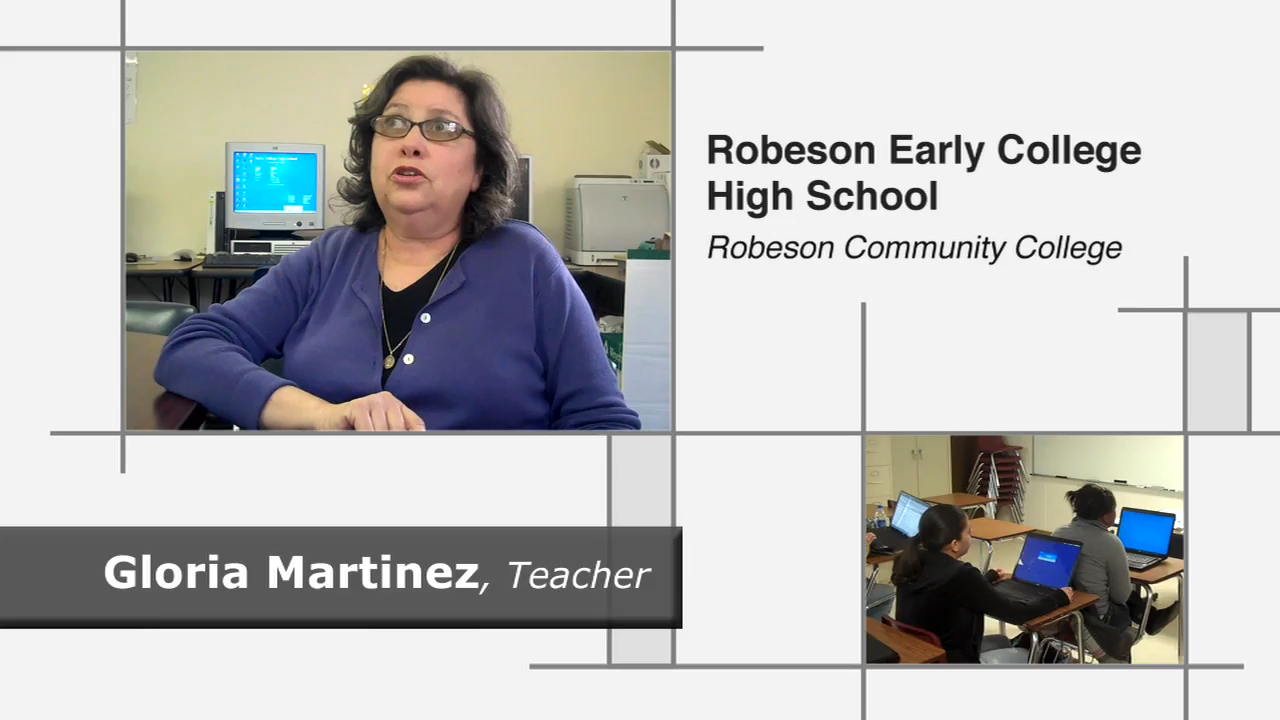 Robeson Early College
High School
Robeson Community College
Gloria Martinez, Teacher